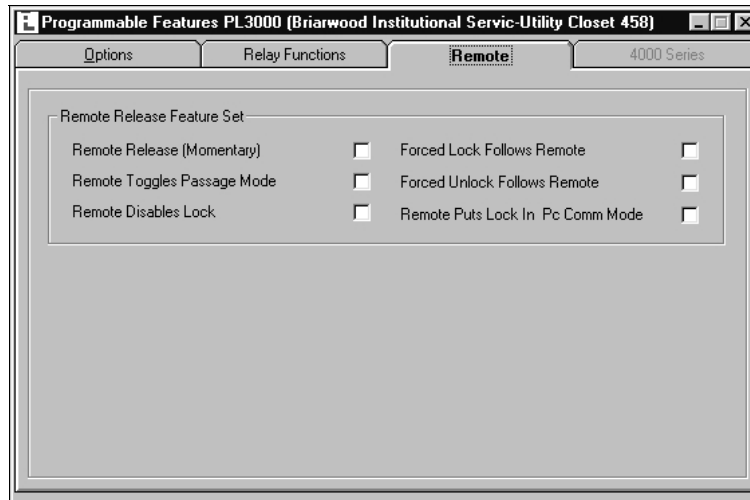 Programmable Features PL3000 (Briarwood Institutional Servic-Utility Closet 458)
Options Relay Functions Remote 4000 Series
Remote Release Feature Set
Remote Release (Momentary) Forced Lock Follows Remote
Remote Toggles Passage Mode Forced Unlock Follows Remote
Remote Disables Lock Remote Puts Lock In Pc Comm Mode